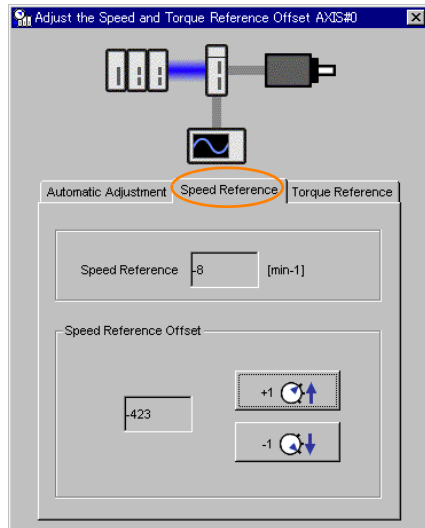 Adjust the Speed and Torque Reference Offset AXIS#0
Automatic Adjustment Speed Reference Torque Reference
Speed Reference -8 [min-1]
Speed Reference Offset
+1
-423
-1